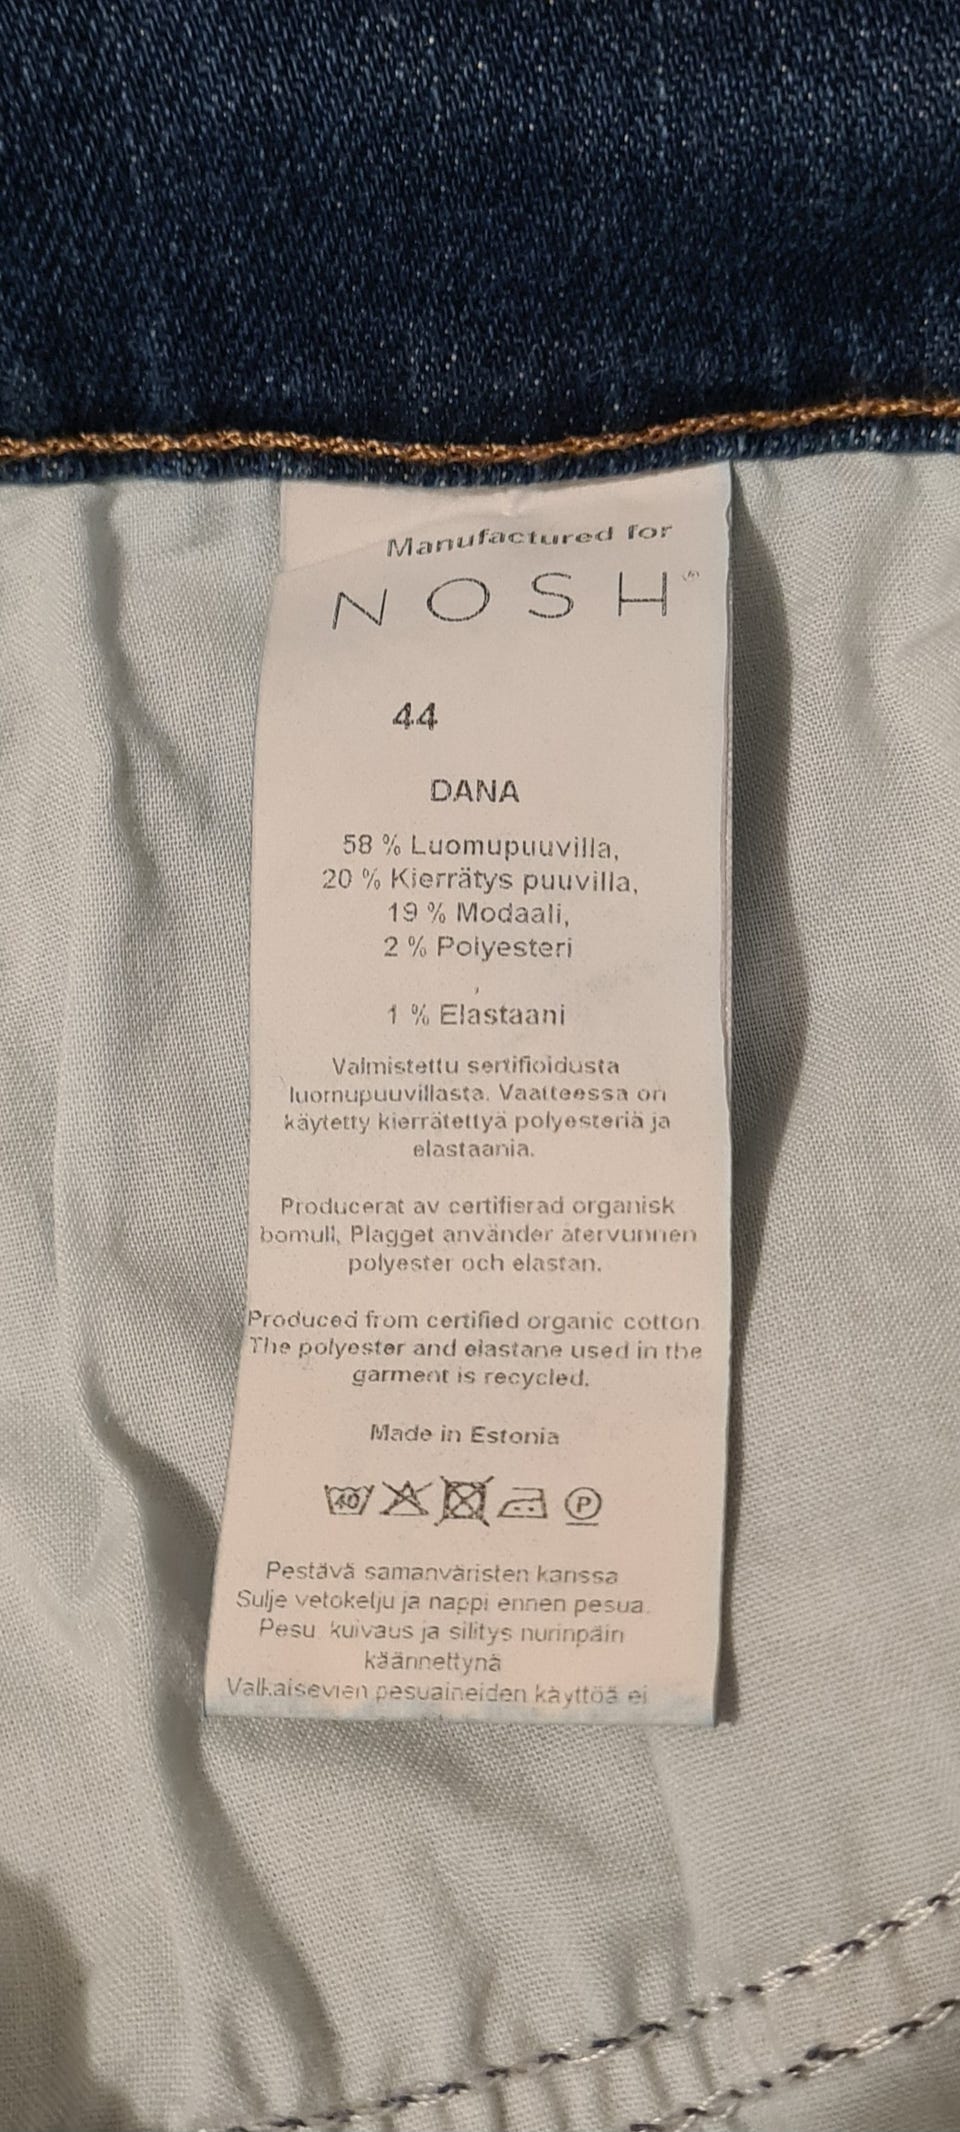 Manufactured for
NOSH®
44
DANA
58 % Luomupuuvilla,
20 % Kierrätys puuvilla,
19 % Modaali,
2 % Polyesteri
,
1 % Elastaani
Valmistettu sertifioidusta
luomupuuvillasta. Vaatteessa on
käytetty kierrätettyä polyesteriä ja
elastaania.
Producerat av certifierad organisk
bomull, Plagget använder återvunnen
polyester och elastan.
Produced from certified organic cotton.
The polyester and elastane used in the
garment is recycled.
Made in Estonia
40 P
Pestävä samanväristen kanssa
Sulje vetoketju ja nappi ennen pesua.
Pesu, kuivaus ja silitys nurinpäin
käännettynä
Valkaisevien pesuaineiden käyttöä ei